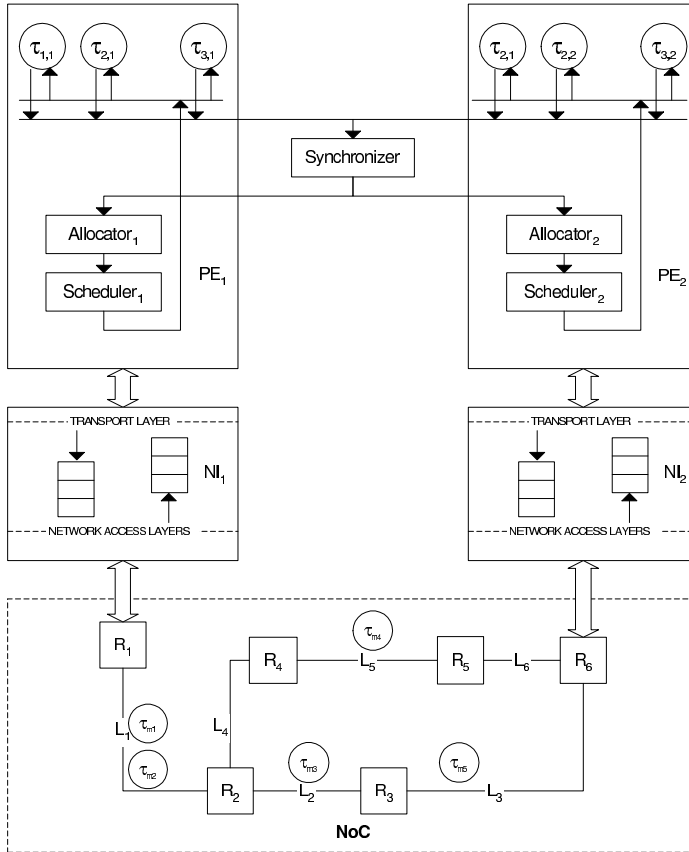 τ1,1 τ2,1 τ3,1 τ2,1 τ2,2 τ3,2
Synchronizer
Allocator1 Allocator2
PE1 PE2
Scheduler1 Scheduler2
TRANSPORT LAYER TRANSPORT LAYER
NI1 NI2
NETWORK ACCESS LAYERS NETWORK ACCESS LAYERS
τm4
R1 R4 L5 R5 L6 R6
L1 τm1 L4
τm2 τm3 τm5
R2 L2 R3 L3
NoC